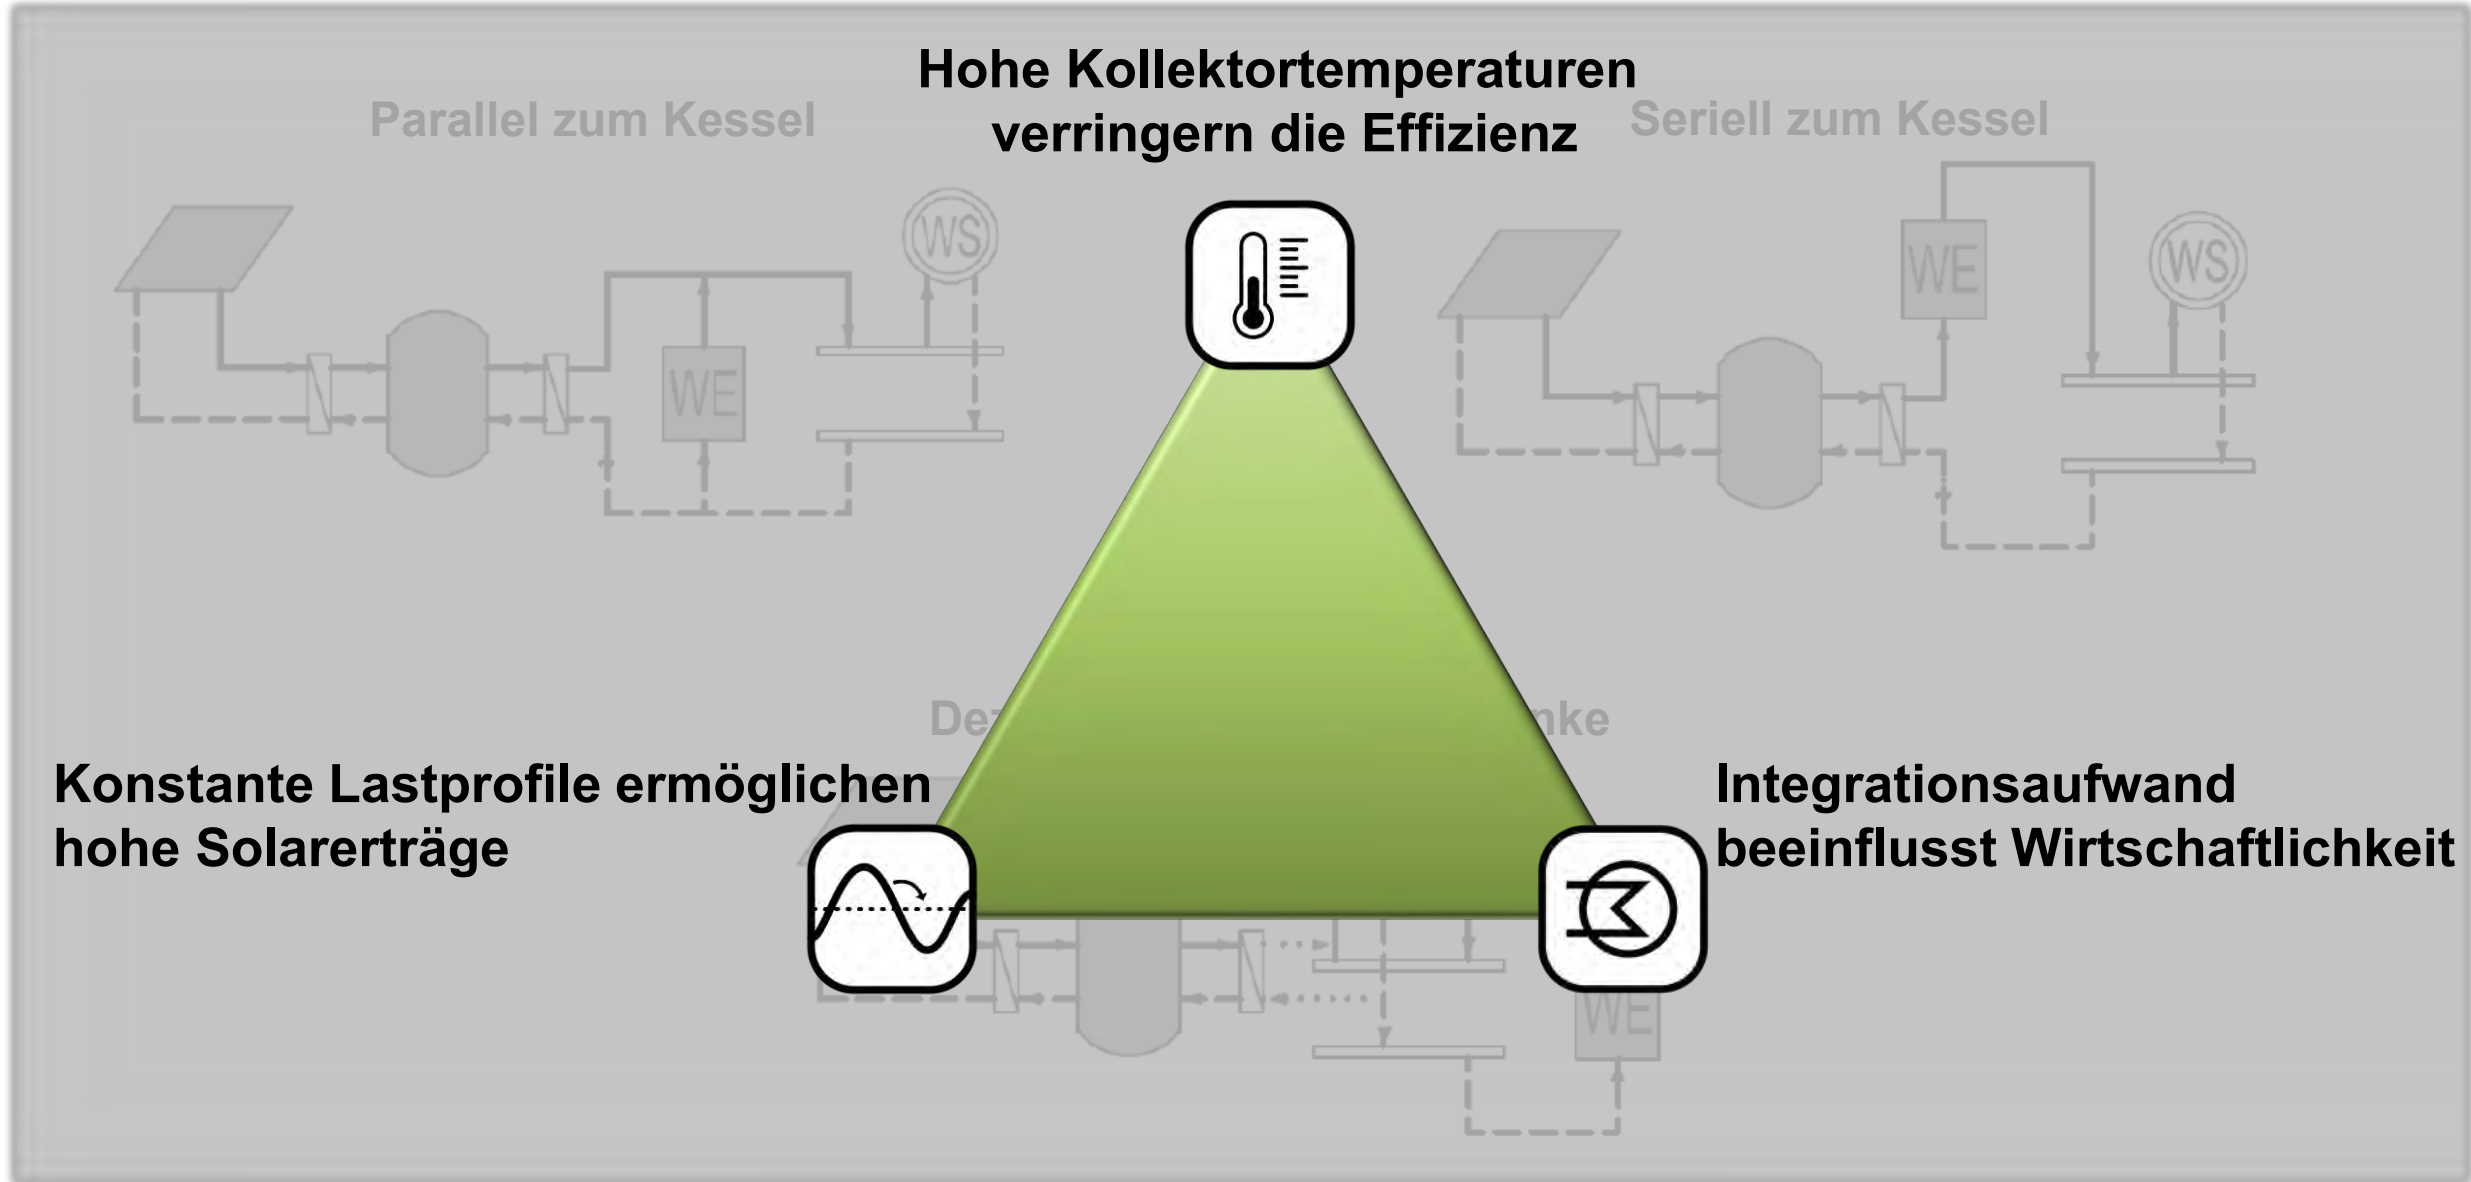 Hohe Kollektortemperaturen
verringern die Effizienz
Parallel zum Kessel
Seriell zum Kessel
WS
WE
WE
WS
Konstante Lastprofile ermöglichen
hohe Solarerträge
Integrationsaufwand
beeinflusst Wirtschaftlichkeit
WE